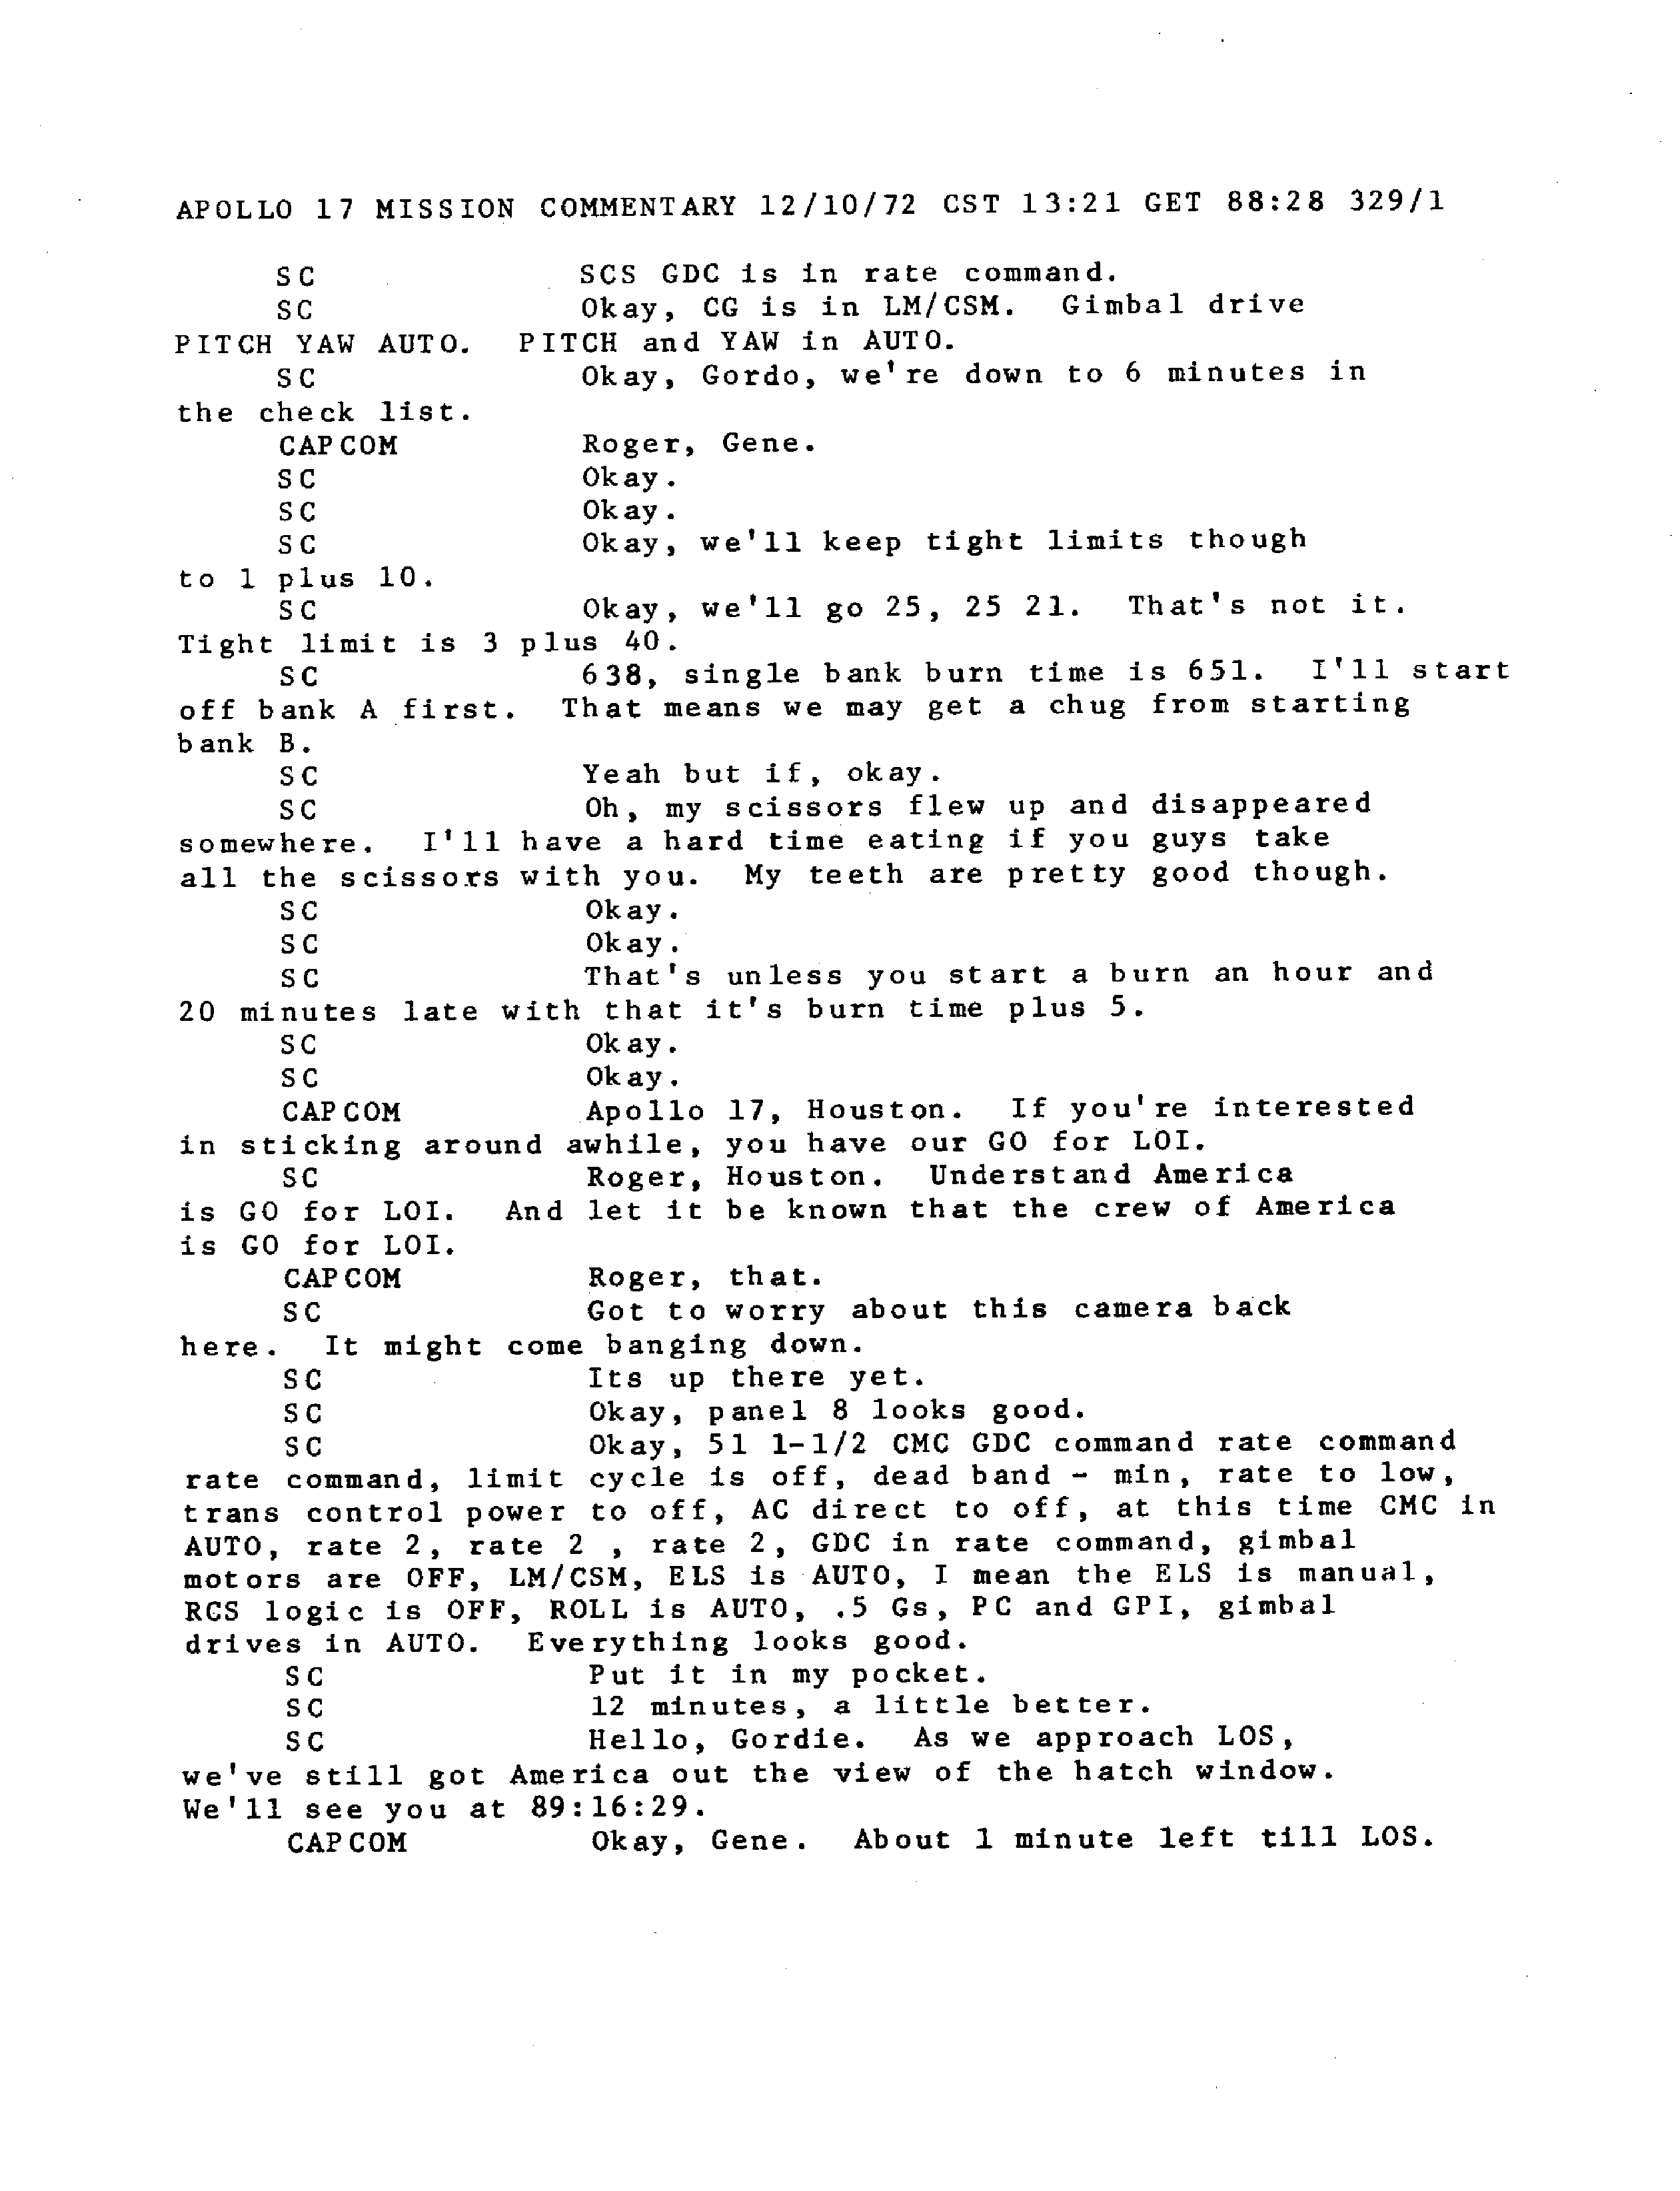 APOLLO 17 MISSION COMMENTARY 12/10/72 CST 13:21 GET 88:28 329/1
SC SCS GDC is in rate command.
SC Okay, CG is in LM/CSM. Gimbal drive
PITCH YAW AUTO. PITCH and YAW in AUTO.
SC Okay, Gordo, we're down to 6 minutes in
the check list.
CAPCOM Roger, Gene.
SC Okay.
SC Okay.
SC Okay, we'll keep tight limits though
to 1 plus 10.
SC Okay, we'll go 25, 25 21. That's not it.
Tight limit is 3 plus 40.
SC 638, single bank burn time is 651. I'll start
off bank A first. That means we may get a chug from starting
bank B.
SC Yeah but if, okay.
SC Oh, my scissors flew up and disappeared
somewhere. I'll have a hard time eating if you guys take
all the scissors with you. My teeth are pretty good though.
SC Okay.
SC Okay.
SC That's unless you start a burn an hour and
20 minutes late with that it's burn time plus 5.
SC Okay.
SC Okay.
CAPCOM Apollo 17, Houston. If you're interested
in sticking around awhile, you have our GO for LOI.
SC Roger, Houston. Understand America
is GO for LOI. And let it be known that the crew of America
is GO for LOI.
CAPCOM Roger, that.
SC Got to worry about this camera back
here. It might come banging down.
SC Its up there yet.
SC Okay, panel 8 looks good.
SC Okay, 51 1-1/2 CMC GDC command rate command
rate command, limit cycle is off, dead band - min, rate to low,
trans control power to off, AC direct to off, at this time CMC in
AUTO, rate 2, rate 2 , rate 2, GDC in rate command, gimbal
motors are OFF, LM/CSM, ELS is AUTO, I mean the ELS is manual,
RCS logic is OFF, ROLL is AUTO, .5 Gs, PC and GPI, gimbal
drives in AUTO. Everything looks good.
SC Put it in my pocket.
SC 12 minutes, a little better.
SC Hello, Gordie. As we approach LOS,
we've still got America out the view of the hatch window.
We'll see you at 89:16:29.
CAPCOM Okay, Gene. About 1 minute left till LOS.